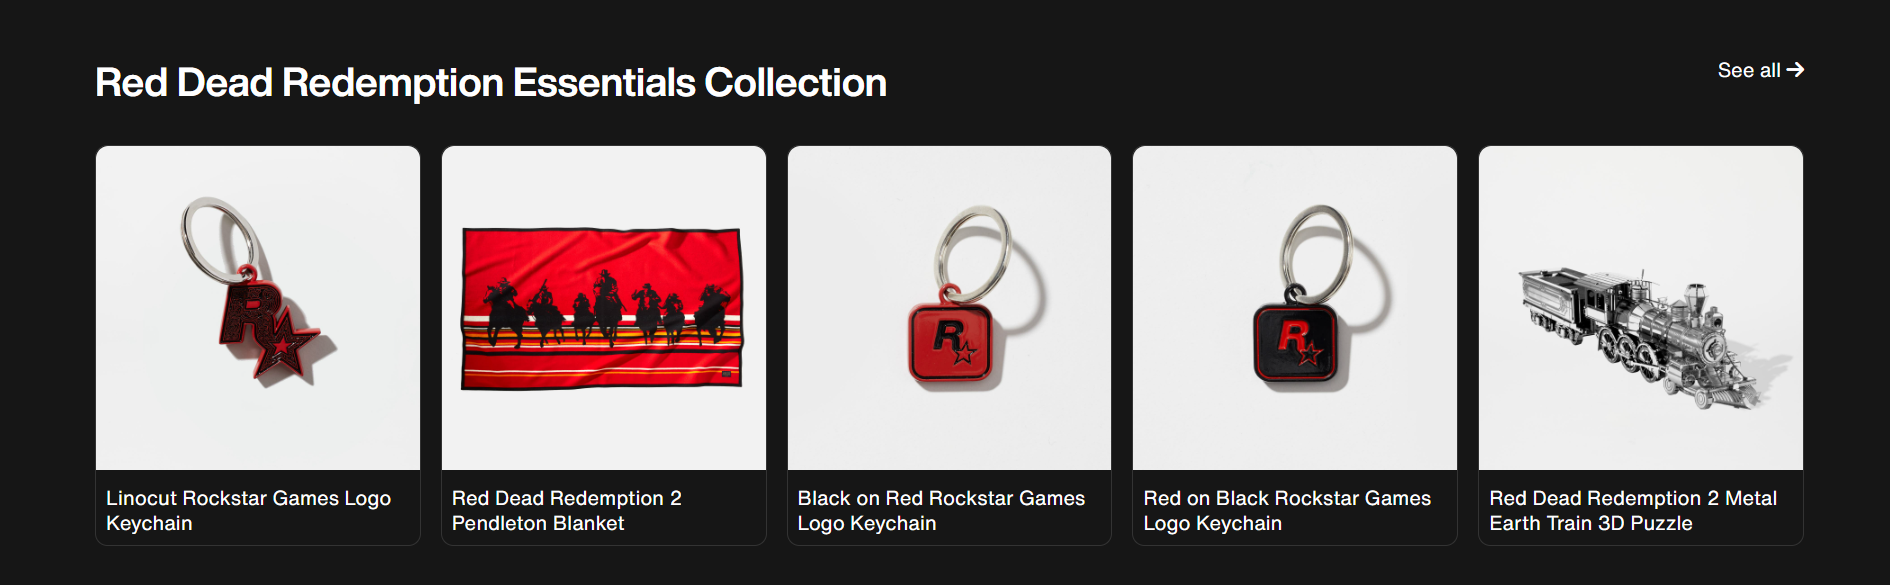 Red Dead Redemption Essentials Collection
See all
Linocut Rockstar Games Logo
Keychain
Red Dead Redemption 2
Pendleton Blanket
Black on Red Rockstar Games
Logo Keychain
Red on Black Rockstar Games
Logo Keychain
Red Dead Redemption 2 Metal
Earth Train 3D Puzzle
R
R
R